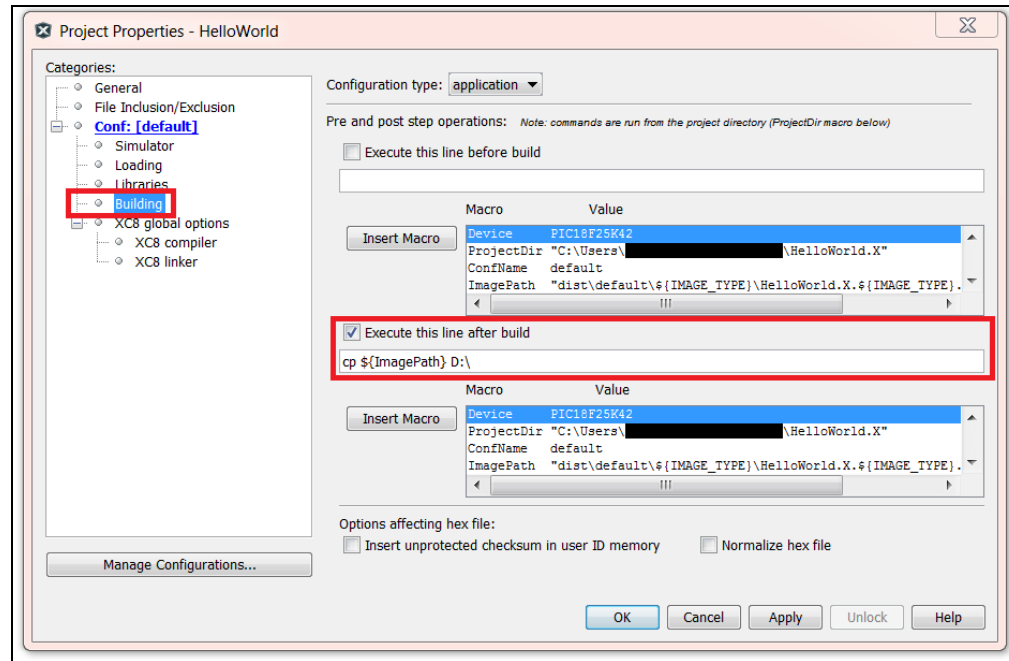 Project Properties - HelloWorld
Categories:
General
File Inclusion/Exclusion
Conf: [default]
Simulator
Loading
Libraries
Building
XC8 global options
XC8 compiler
XC8 linker
Manage Configurations...
Configuration type: application
Pre and post step operations: Note: commands are run from the project directory (ProjectDir macro below)
Execute this line before build
Macro Value
Insert Macro
Device PIC18F25K42
ProjectDir "C:\Users\ \HelloWorld.X"
ConfName default
ImagePath "dist\default\${IMAGE_TYPE}\HelloWorld.X.${IMAGE_TYPE}.
Execute this line after build
cp ${ImagePath} D:\
Macro Value
Insert Macro
Device PIC18F25K42
ProjectDir "C:\Users\ \HelloWorld.X"
ConfName default
ImagePath "dist\default\${IMAGE_TYPE}\HelloWorld.X.${IMAGE_TYPE}.
Options affecting hex file:
Insert unprotected checksum in user ID memory Normalize hex file
OK Cancel Apply Unlock Help